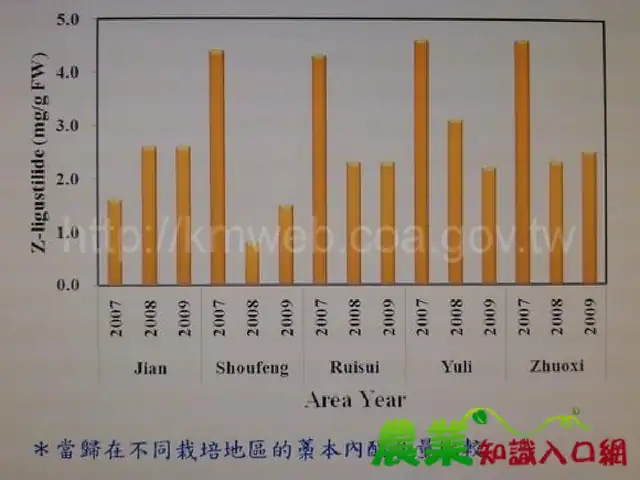 5.0
4.0
3.0
2.0
1.0
0.0
Z-ligustilide (mg/g FW)
http://kmweb.coa.gov.tw
2007 2008 2009 2007 2008 2009 2007 2008 2009 2007 2008 2009 2007 2008 2009
Jian Shoufeng Ruisui Yuli Zhuoxi
Area Year
*當歸在不同栽培地區的藁本內酯
農業知識入口網